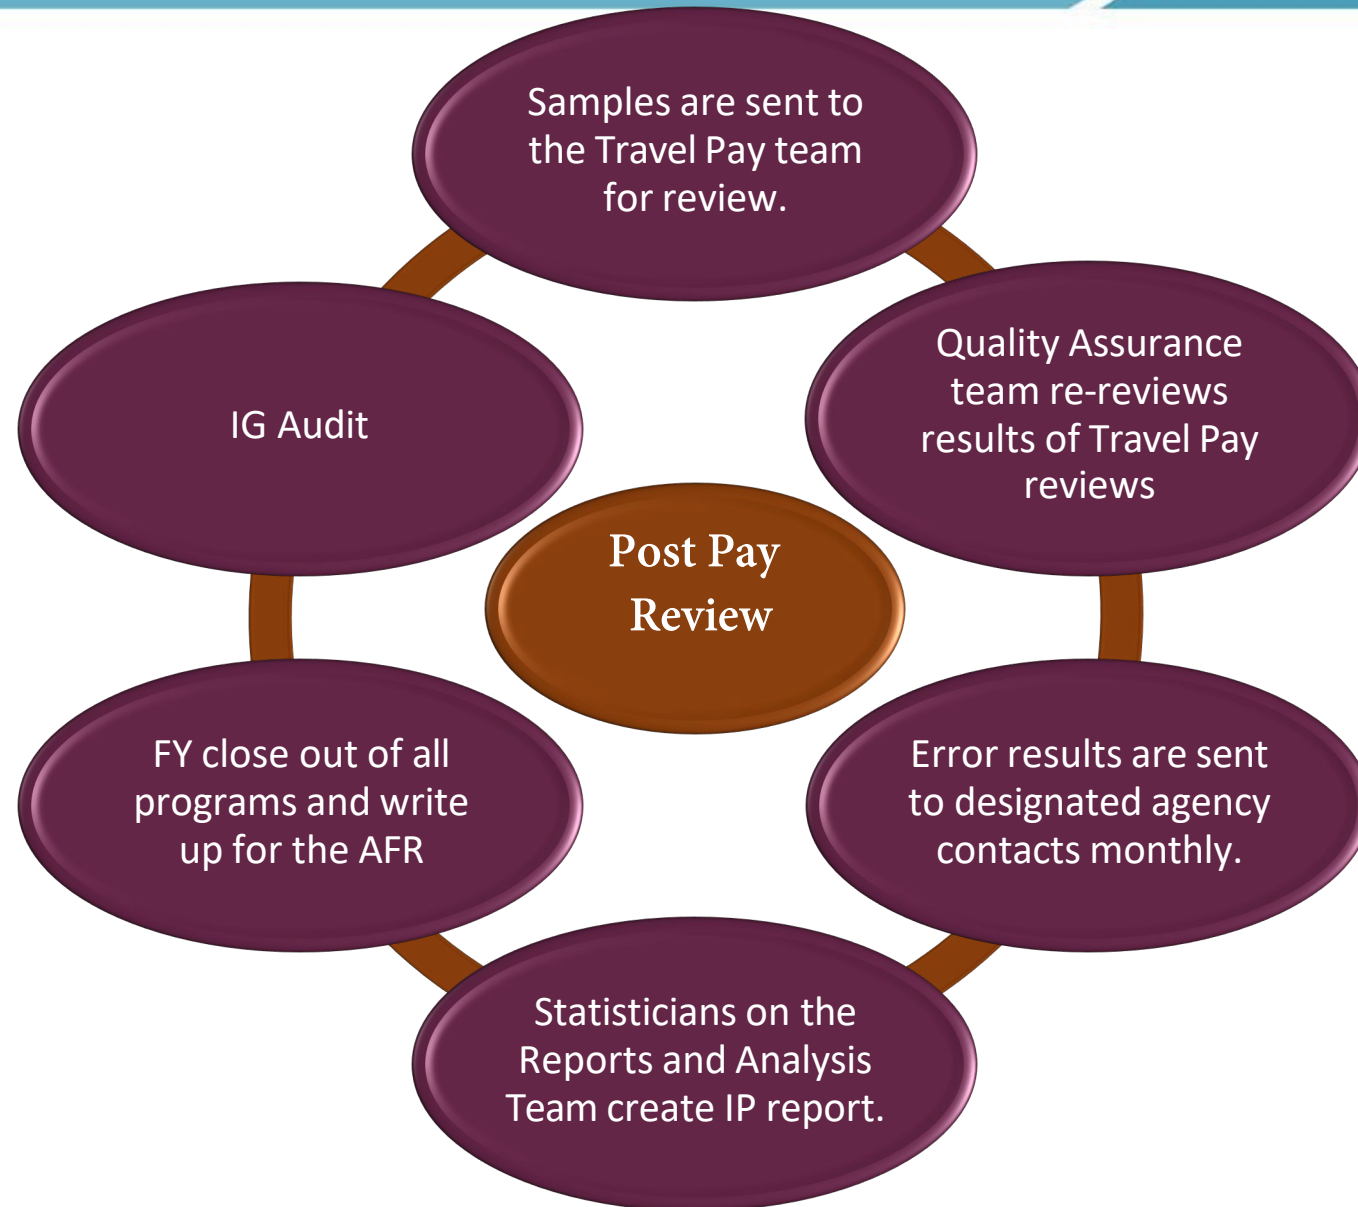 Samples are sent to
the Travel Pay team
for review.
Quality Assurance
team re-reviews
results of Travel Pay
reviews
IG Audit
Post Pay
Review
FY close out of all
programs and write
up for the AFR
Error results are sent
to designated agency
contacts monthly.
Statisticians on the
Reports and Analysis
Team create IP report.